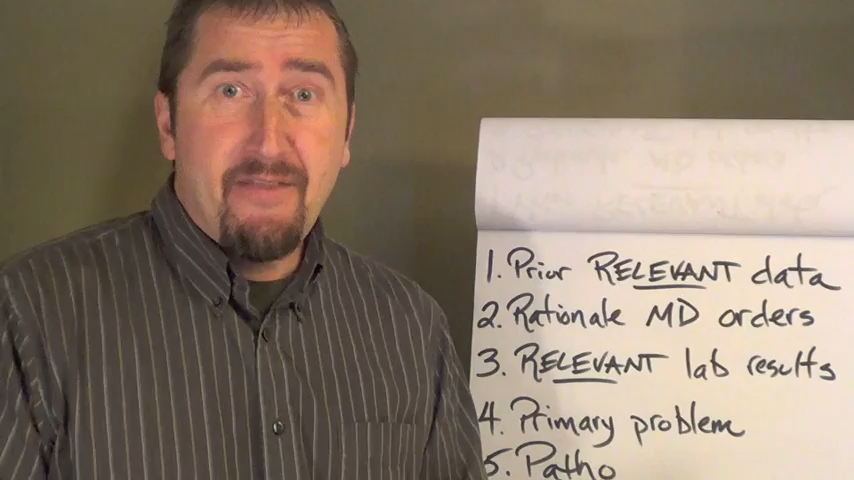 1. Prior RELEVANT data
2. Rationale MD orders
3. RELEVANT lab results
4. Primary problem
5. Patho